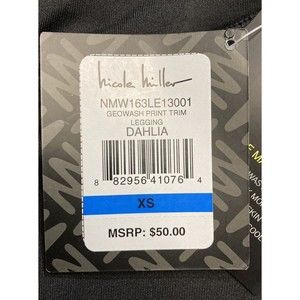 nicole miller
NMW163LE13001
GEOWASH PRINT TRIM
LEGGING
DAHLIA
8 82956 41076 4
XS
MSRP: $50.00